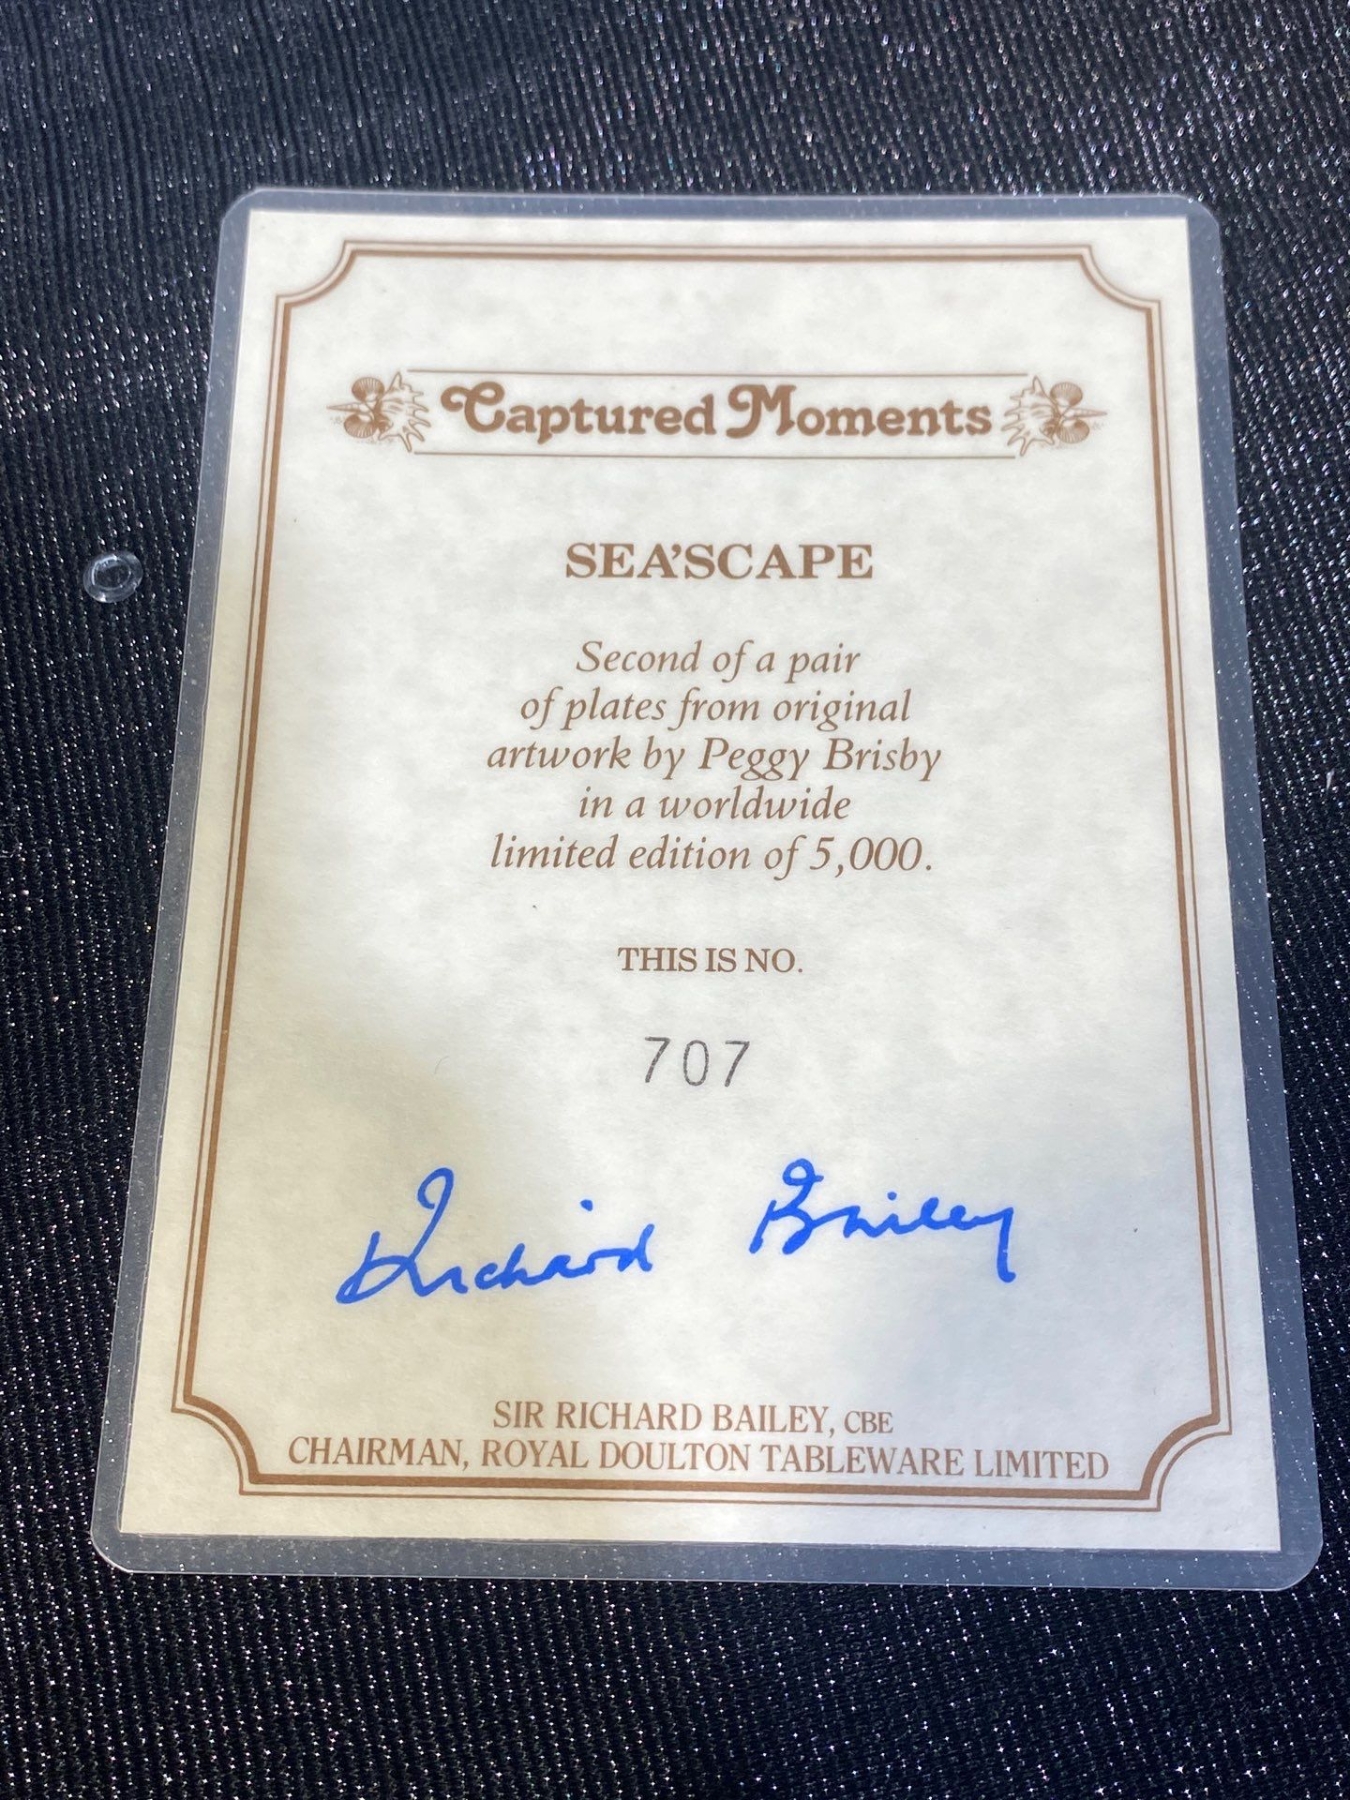 Captured Moments
SEA'SCAPE
Second of a pair
of plates from original
artwork by Peggy Brisby
in a worldwide
limited edition of 5,000.
THIS IS NO.
707
Richard Bailey
SIR RICHARD BAILEY, CBE
CHAIRMAN, ROYAL DOULTON TABLEWARE LIMITED